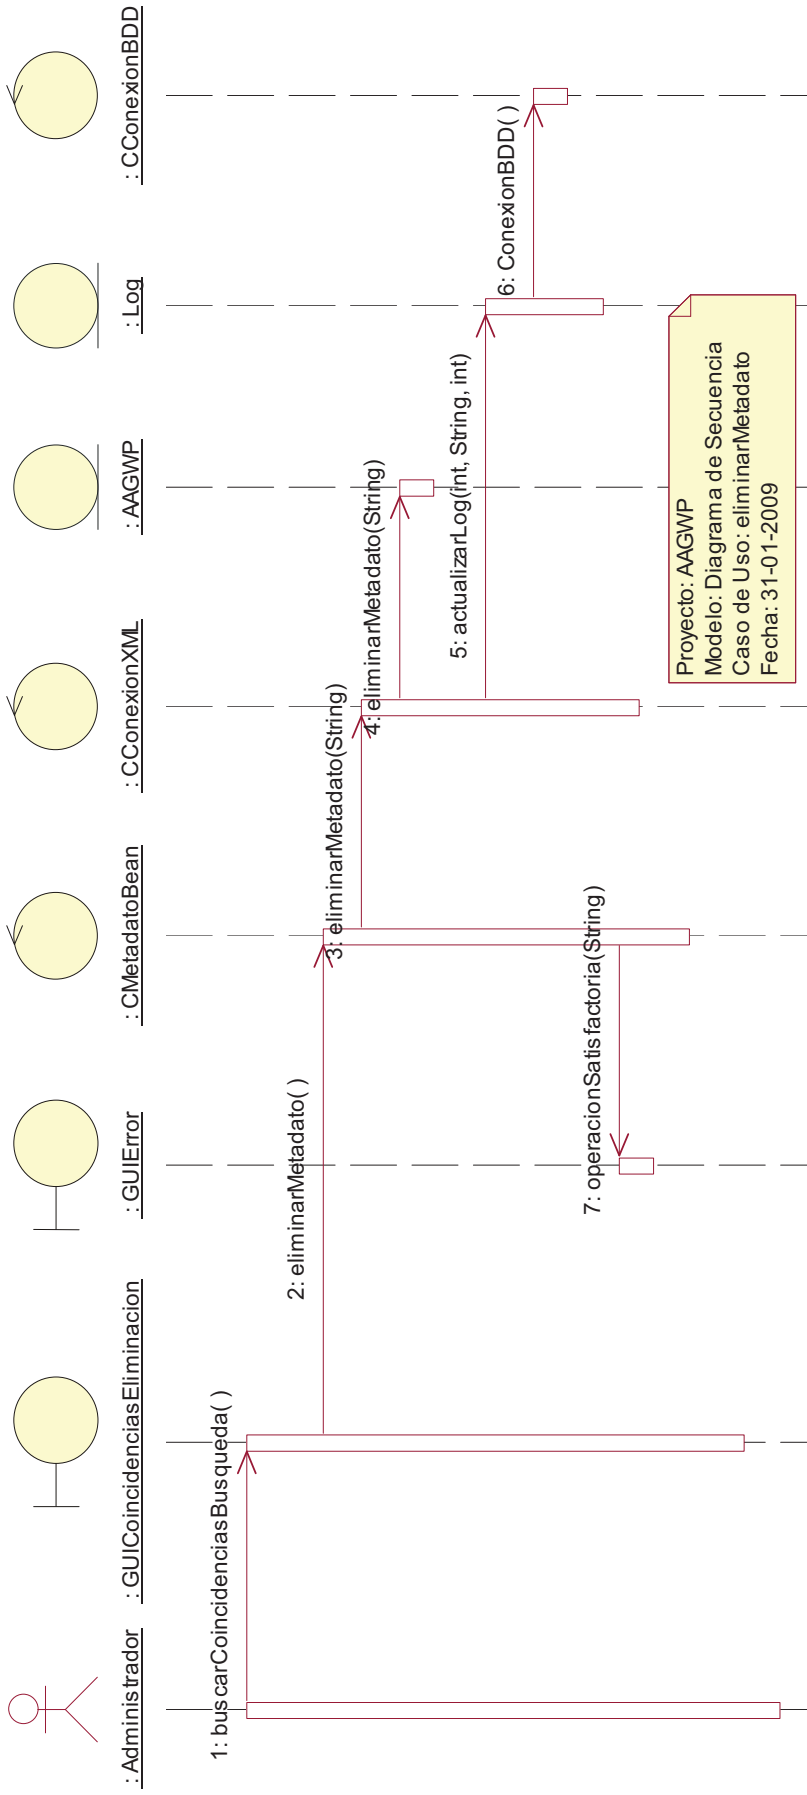 : Administrador
: GUICoincidenciasEliminacion
: GUIError
: CMetadatoBean
: CConexionXML
: AAGWP
: Log
: CConexionBDD
1: buscarCoincidenciasBusqueda( )
2: eliminarMetadato( )
3: eliminarMetadato(String)
4: eliminarMetadato(String)
5: actualizarLog(int, String, int)
6: ConexionBDD( )
7: operacionSatisfactoria(String)
Proyecto: AAGWP
Modelo: Diagrama de Secuencia
Caso de Uso: eliminarMetadato
Fecha: 31-01-2009